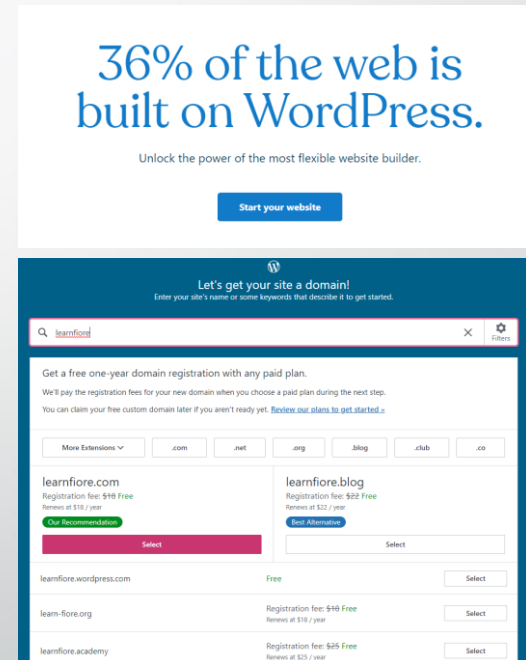 36% of the web is
built on WordPress.
Unlock the power of the most flexible website builder.
Start your website
Let's get your site a domain!
Enter your site's name or some keywords that describe it to get started.
learnfiore
Filters
Get a free one-year domain registration with any paid plan.
We'll pay the registration fees for your new domain when you choose a paid plan during the next step.
You can claim your free custom domain later if you aren't ready yet. Review our plans to get started »
More Extensions .com .net .org .blog .club .co
learnfiore.com
Registration fee: $18 Free
Renews at $18 / year
Our Recommendation
Select
learnfiore.blog
Registration fee: $22 Free
Renews at $22 / year
Best Alternative
Select
learnfiore.wordpress.com Free Select
learn-fiore.org Registration fee: $18 Free Select
Renews at $18 / year
learnfiore.academy Registration fee: $25 Free Select
Renews at $25 / year